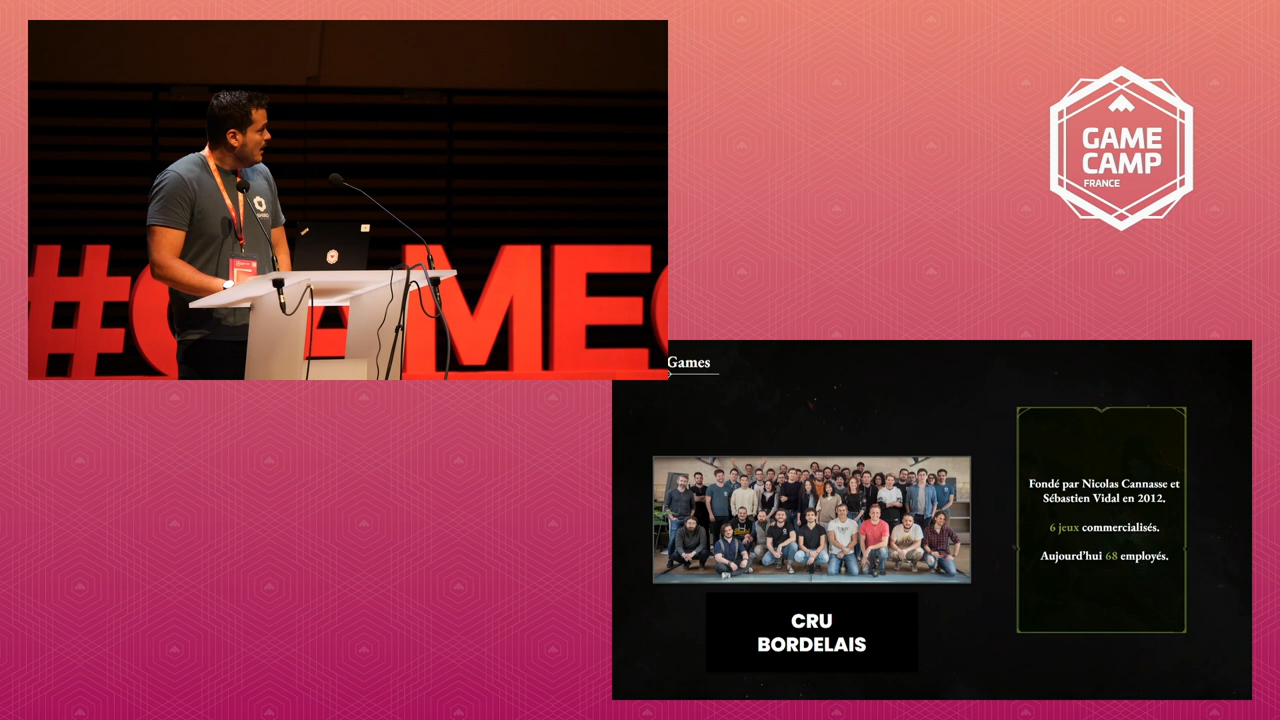 #GAMEC
GAME
CAMP
FRANCE
Games
Fondé par Nicolas Cannasse et
Sébastien Vidal en 2012.
6 jeux commercialisés.
Aujourd'hui 68 employés.
CRU
BORDELAIS